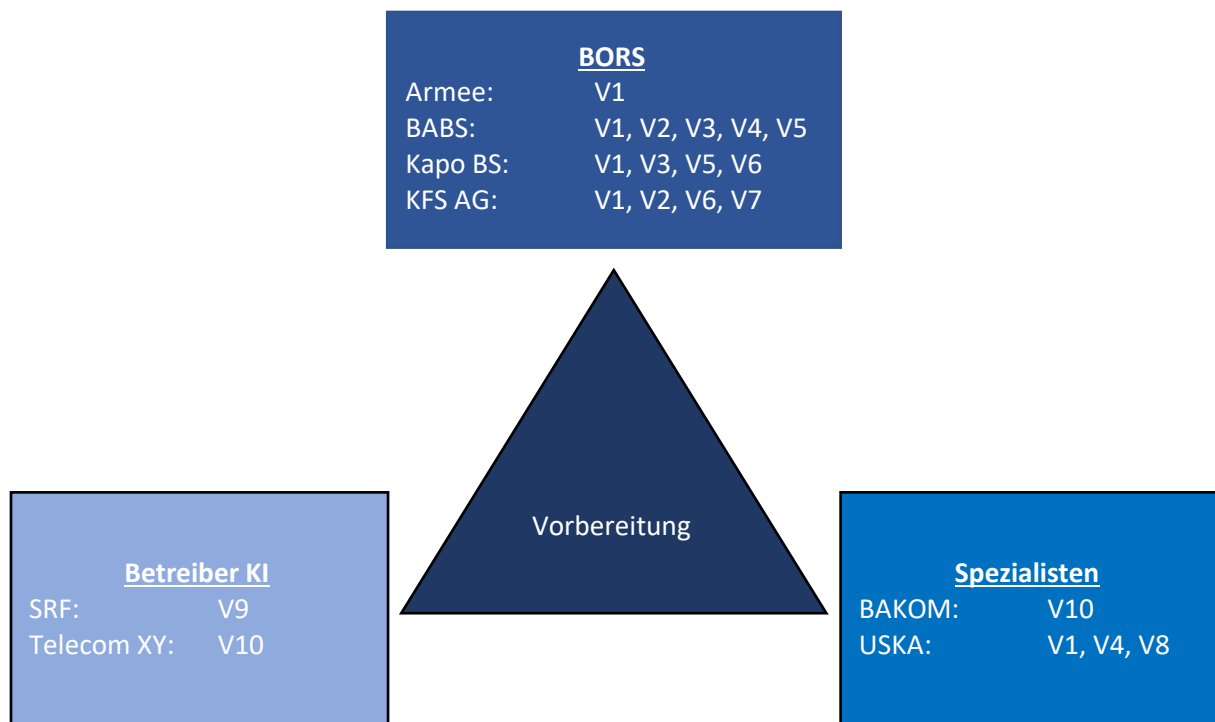 BORS
Armee: V1
BABS: V1, V2, V3, V4, V5
Kapo BS: V1, V3, V5, V6
KFS AG: V1, V2, V6, V7
Vorbereitung
Betreiber KI
SRF: V9
Telecom XY: V10
Spezialisten
BAKOM: V10
USKA: V1, V4, V8